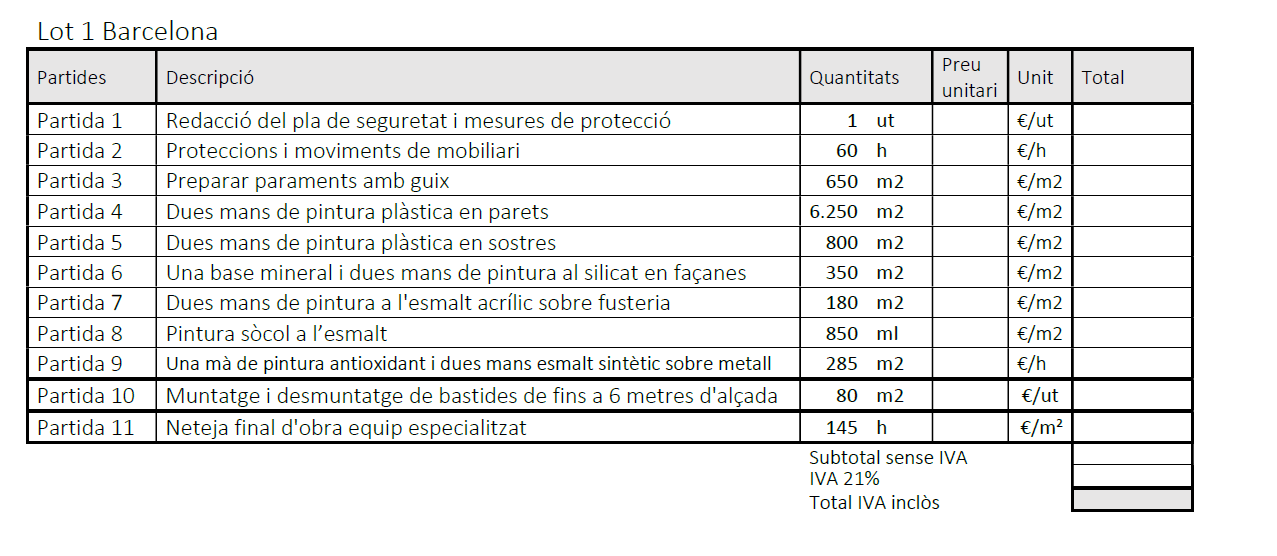 Lot 1 Barcelona
Partides Descripció Quantitats Preu unitari Unit Total
Partida 1 Redacció del pla de seguretat i mesures de protecció 1 ut €/ut
Partida 2 Proteccions i moviments de mobiliari 60 h €/h
Partida 3 Preparar paraments amb guix 650 m2 €/m2
Partida 4 Dues mans de pintura plàstica en parets 6.250 m2 €/m2
Partida 5 Dues mans de pintura plàstica en sostres 800 m2 €/m2
Partida 6 Una base mineral i dues mans de pintura al silicat en façanes 350 m2 €/m2
Partida 7 Dues mans de pintura a l'esmalt acrílic sobre fusteria 180 m2 €/m2
Partida 8 Pintura sòcol a l’esmalt 850 ml €/m2
Partida 9 Una mà de pintura antioxidant i dues mans esmalt sintètic sobre metall 285 m2 €/h
Partida 10 Muntatge i desmuntatge de bastides de fins a 6 metres d'alçada 80 m2 €/ut
Partida 11 Neteja final d'obra equip especialitzat 145 h €/m²
Subtotal sense IVA
IVA 21%
Total IVA inclòs